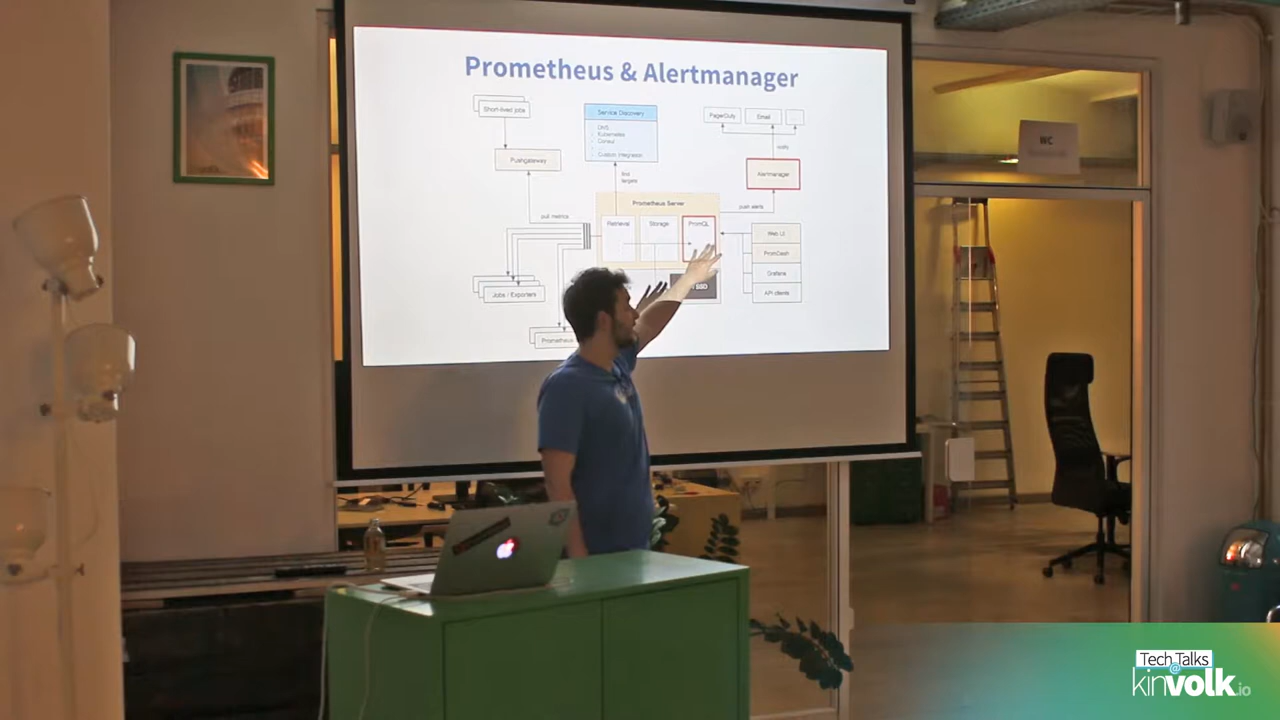 Prometheus & Alertmanager
Short-lived jobs
Service Discovery
DNS
Kubernetes
Consul
...
Custom integration
PagerDuty
Email
...
notify
Pushgateway
find
targets
Alertmanager
Prometheus Server
push alerts
pull metrics
Retrieval
Storage
PromQL
Web UI
PromDash
Grafana
API clients
Jobs / Exporters
SSD
Prometheus
WC
Tech Talks
@
kinvolk.io